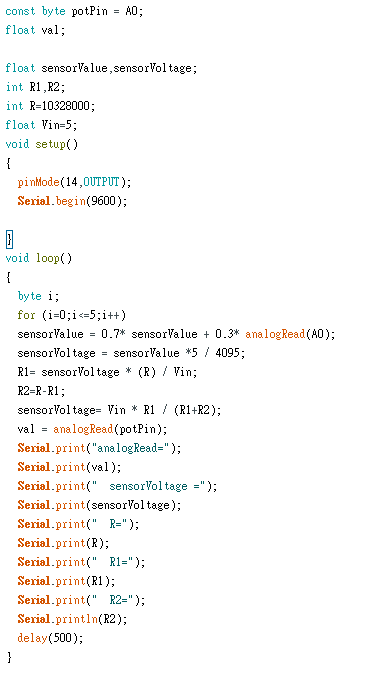 const byte potPin = A0;
float val;

float sensorValue,sensorVoltage;
int R1,R2;
int R=10328000;
float Vin=5;
void setup()
{
  pinMode(14,OUTPUT);
  Serial.begin(9600);

}
void loop()
{
  byte i;
  for (i=0;i<=5;i++)
  sensorValue = 0.7* sensorValue + 0.3* analogRead(A0);
  sensorVoltage = sensorValue *5 / 4095;
  R1= sensorVoltage * (R) / Vin;
  R2=R-R1;
  sensorVoltage= Vin * R1 / (R1+R2);
  val = analogRead(potPin);
  Serial.print("analogRead=");
  Serial.print(val);
  Serial.print("  sensorVoltage =");
  Serial.print(sensorVoltage);
  Serial.print("  R=");
  Serial.print(R);
  Serial.print("  R1=");
  Serial.print(R1);
  Serial.print("  R2=");
  Serial.println(R2);
  delay(500);
}